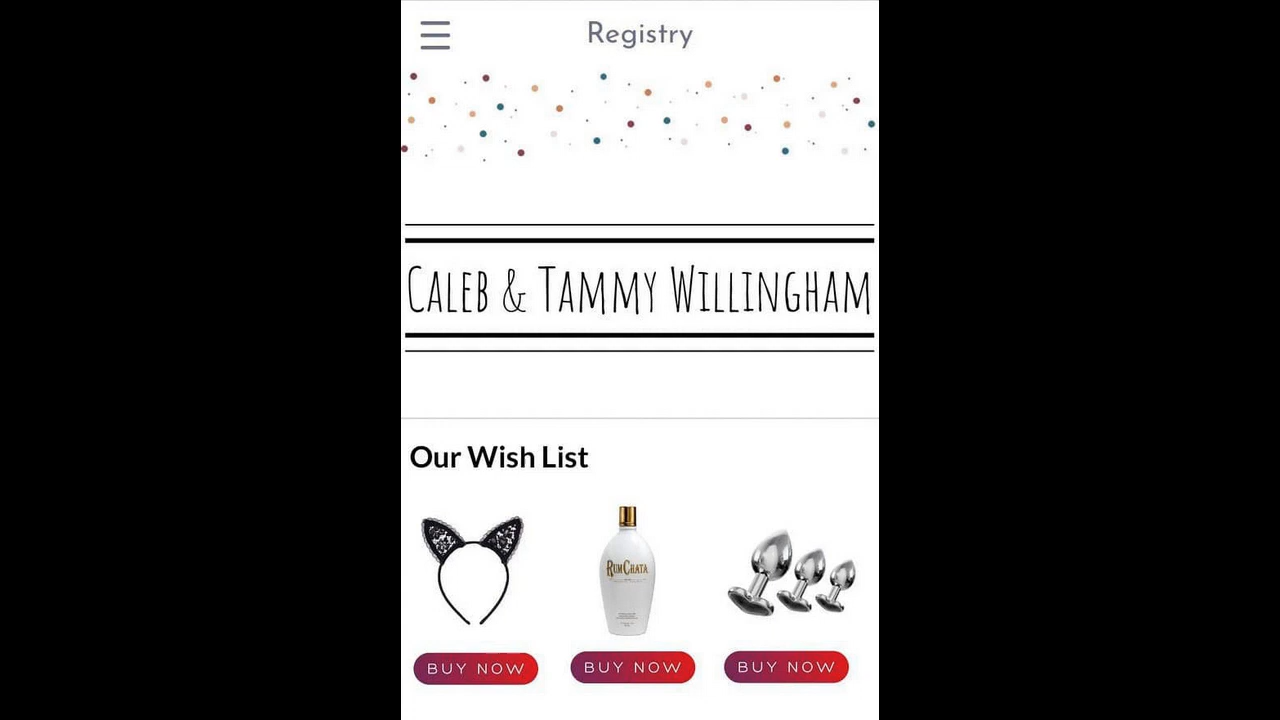 Registry
CALEB & TAMMY WILLINGHAM
Our Wish List
RUMCHATA
BUY NOW BUY NOW BUY NOW